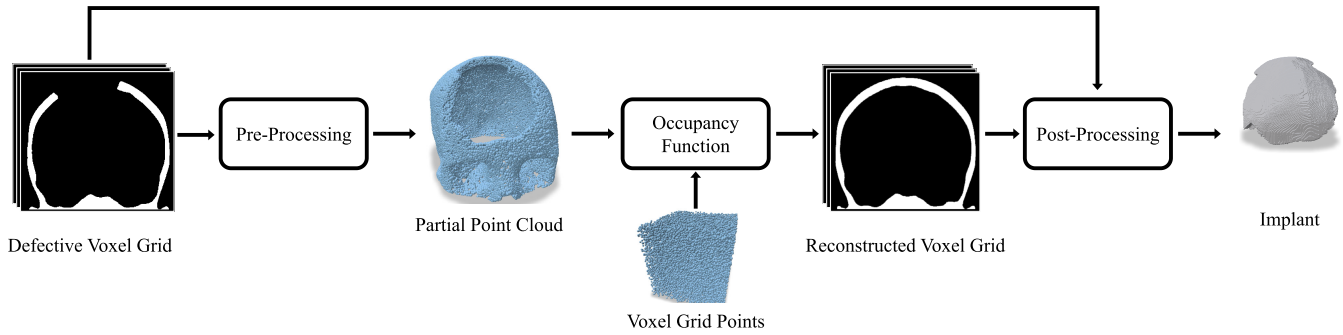 Pre-Processing
Occupancy
Function
Post-Processing
Defective Voxel Grid
Partial Point Cloud
Voxel Grid Points
Reconstructed Voxel Grid
Implant